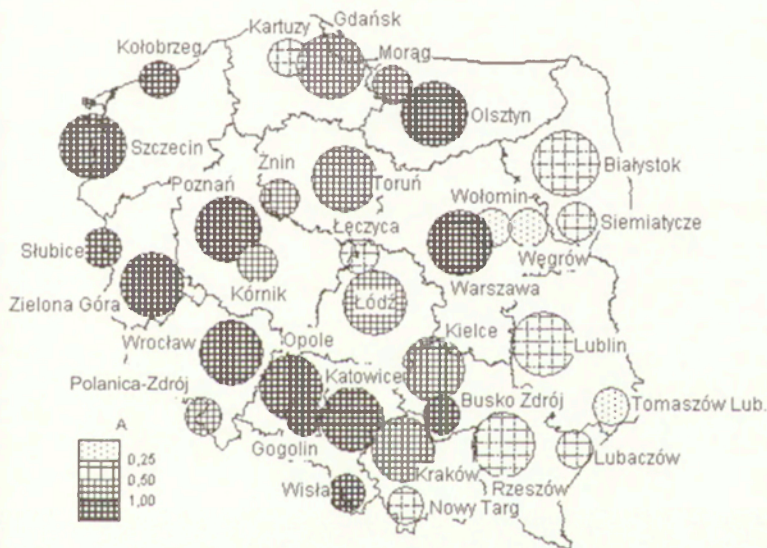 Gdańsk
Kartuzy
Kołobrzeg
Morąg
Olsztyn
Szczecin
Znin
Białystok
Poznań
Toruń
Wołomin
Siemiatycze
Łęczyca
Słubice
Węgrów
Kórnik
Warszawa
Zielona Góra
Łódź
Kielce
Wrocław
Opole
Lublin
Katowice
Polanica-Zdrój
Busko Zdrój
Tomaszów Lub.
A
Gogolin
Lubaczów
0,25
Kraków
0,50
Wisła
Rzeszów
1,00
Nowy Targ